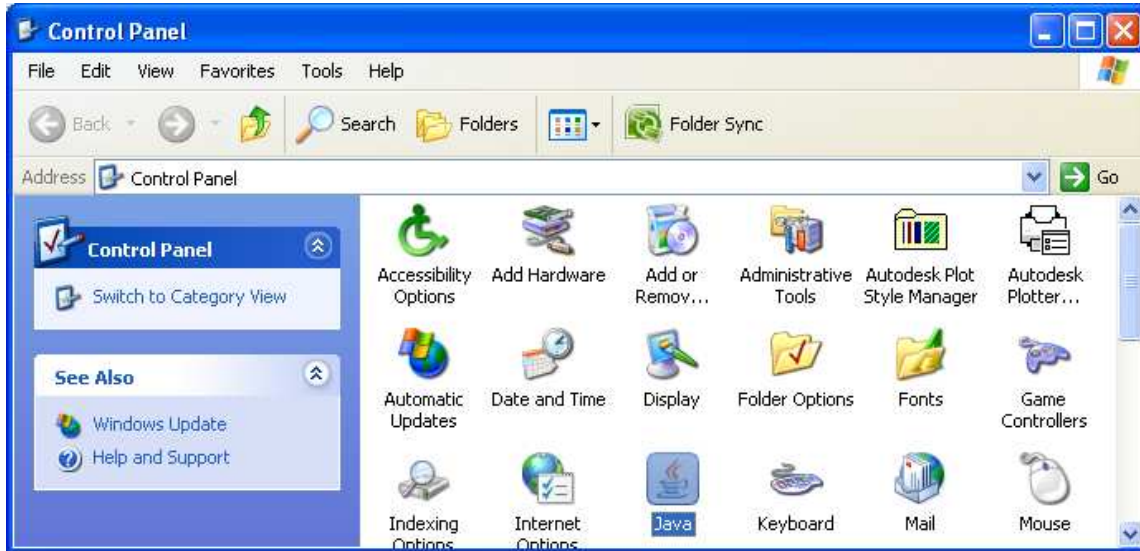 Control Panel
File Edit View Favorites Tools Help
Back Search Folders Folder Sync
Address Control Panel Go
Control Panel
Switch to Category View
See Also
Windows Update
Help and Support
Accessibility Options
Add Hardware
Add or Remov...
Administrative Tools
Autodesk Plot Style Manager
Autodesk Plotter...
Automatic Updates
Date and Time
Display
Folder Options
Fonts
Game Controllers
Indexing Options
Internet Options
Java
Keyboard
Mail
Mouse